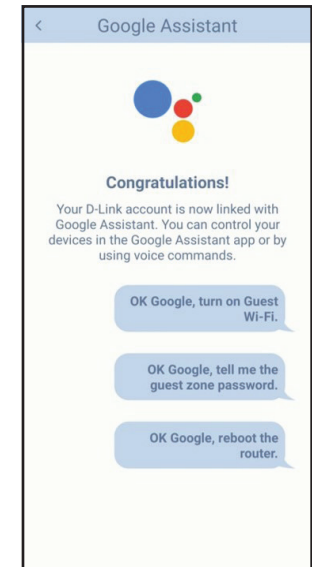 Google Assistant
Congratulations!
Your D-Link account is now linked with
Google Assistant. You can control your
devices in the Google Assistant app or by
using voice commands.
OK Google, turn on Guest
Wi-Fi.
OK Google, tell me the
guest zone password.
OK Google, reboot the
router.